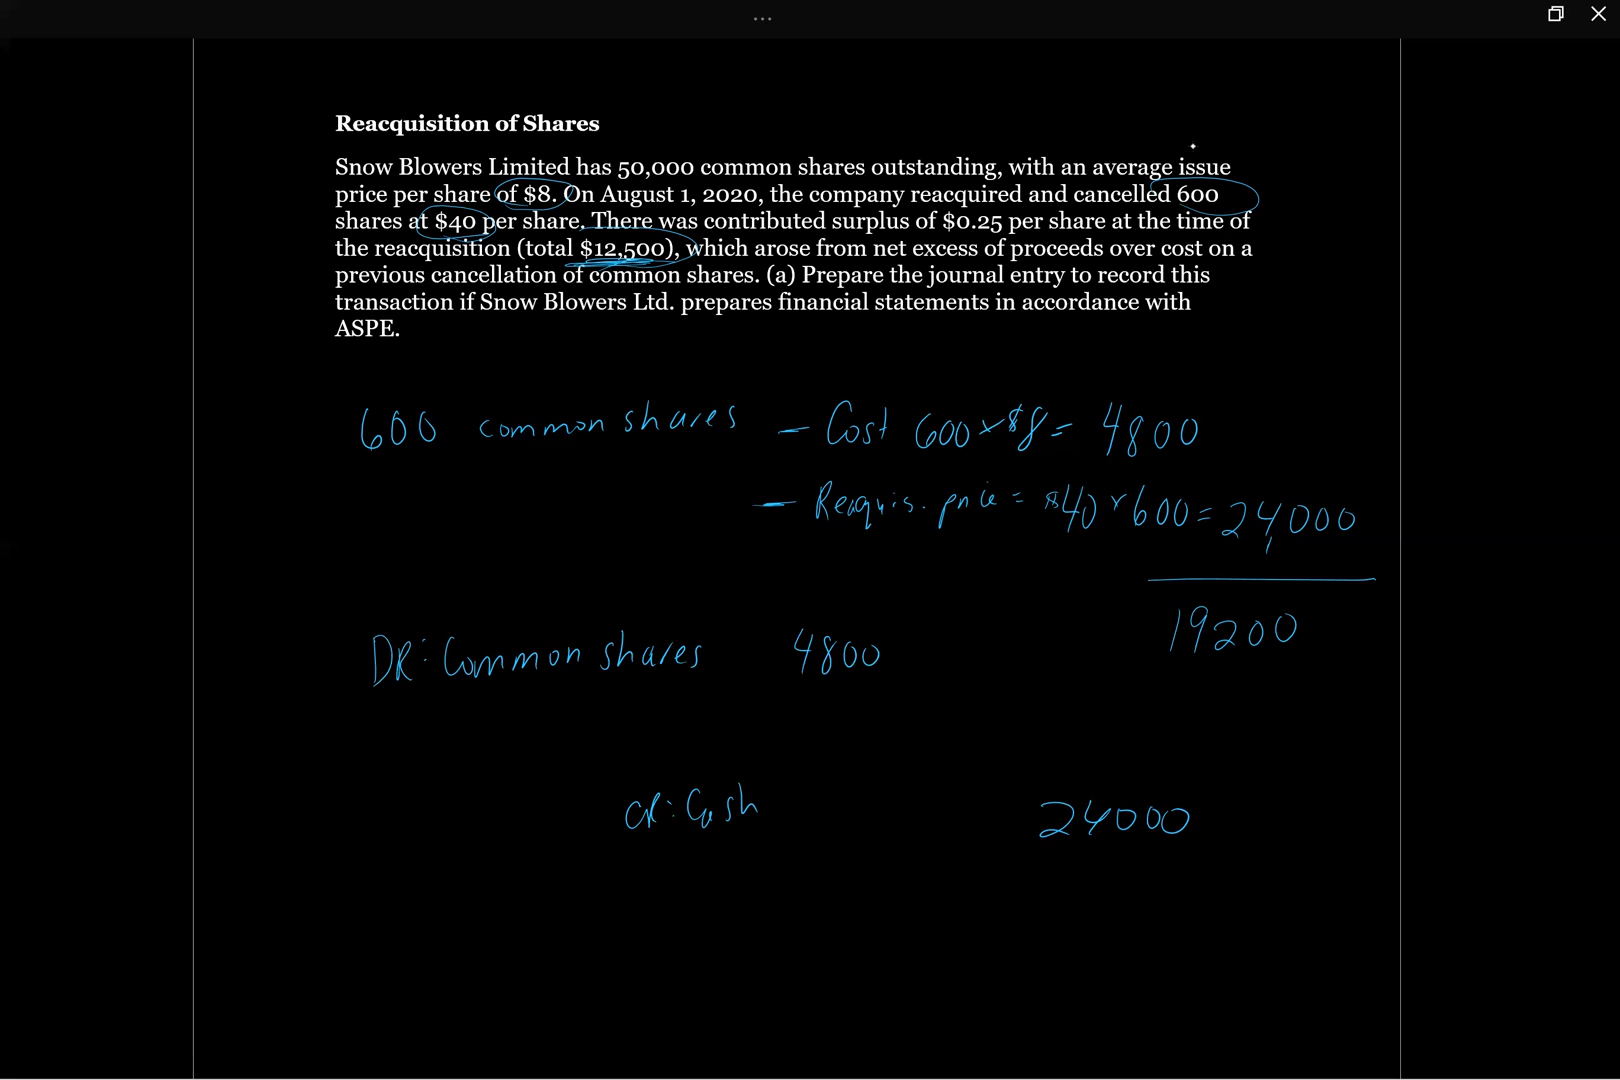 Reacquisition of Shares
Snow Blowers Limited has 50,000 common shares outstanding, with an average issue
price per share of $8. On August 1, 2020, the company reacquired and cancelled 600
shares at $40 per share. There was contributed surplus of $0.25 per share at the time of
the reacquisition (total $12,500), which arose from net excess of proceeds over cost on a
previous cancellation of common shares. (a) Prepare the journal entry to record this
transaction if Snow Blowers Ltd. prepares financial statements in accordance with
ASPE.
600 common shares - Cost 600 x $8 = 4800
- Reaquis. price = $40 x 600 = 24,000
19200
DR: Common shares 4800
CR: Cash 24000